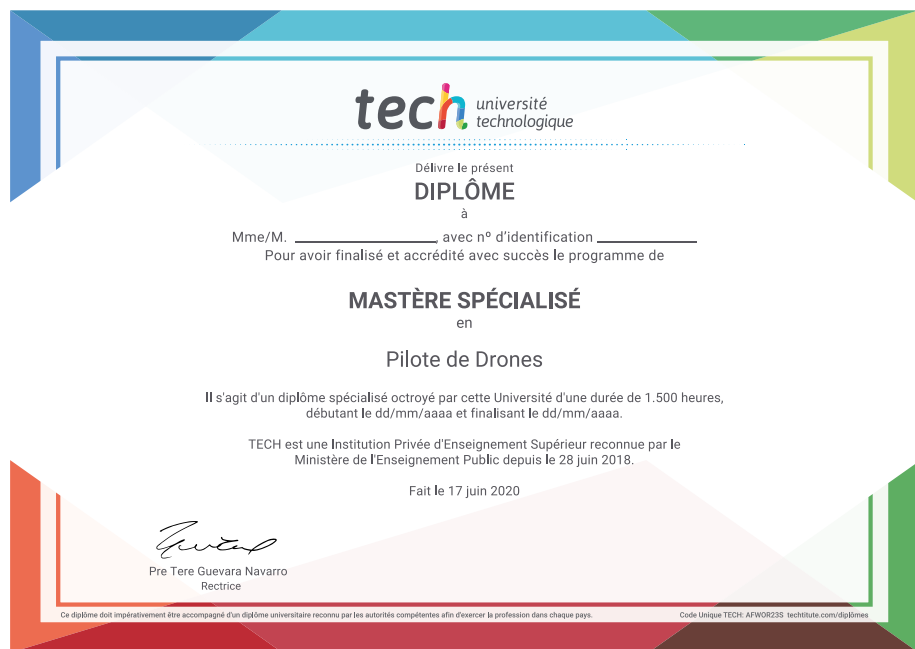 tech université
technologique
Délivre le présent
DIPLÔME
à
Mme/M. ____________, avec nº d'identification ____________
Pour avoir finalisé et accrédité avec succès le programme de
MASTÈRE SPÉCIALISÉ
en
Pilote de Drones
Il s'agit d'un diplôme spécialisé octroyé par cette Université d'une durée de 1.500 heures,
débutant le dd/mm/aaaa et finalisant le dd/mm/aaaa.
TECH est une Institution Privée d'Enseignement Supérieur reconnue par le
Ministère de l'Enseignement Public depuis le 28 juin 2018.
Fait le 17 juin 2020
Pre Tere Guevara Navarro
Rectrice
Ce diplôme doit impérativement être accompagné d'un diplôme universitaire reconnu par les autorités compétentes afin d'exercer la profession dans chaque pays. Code Unique TECH: AFWOR23S techtitute.com/diplômes